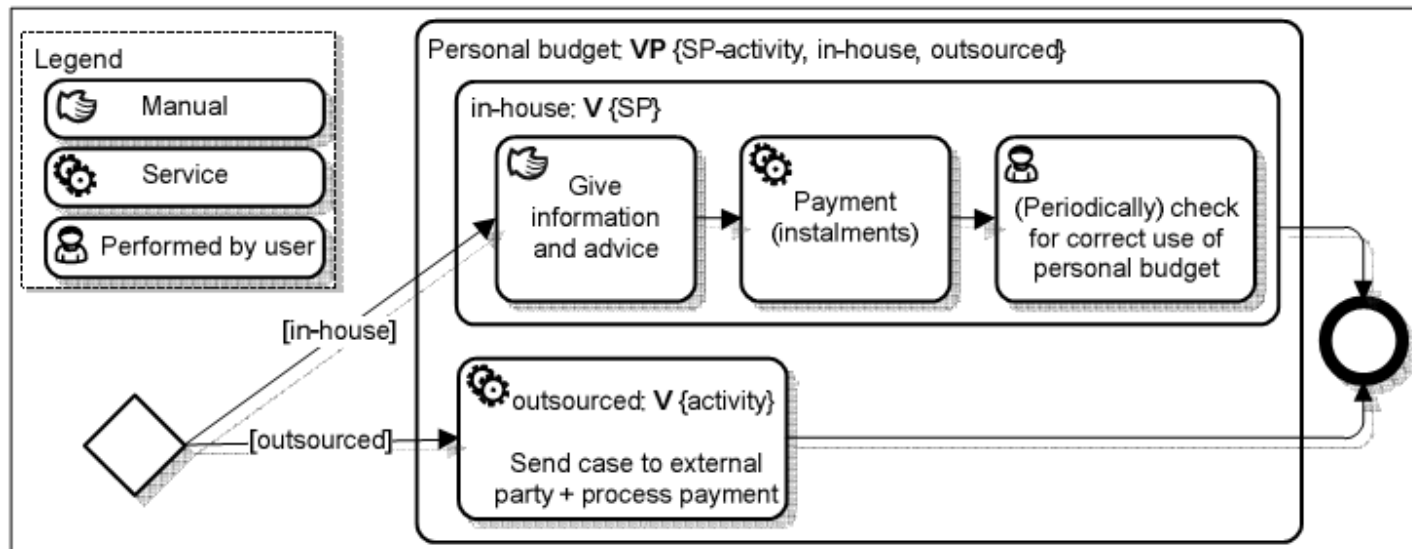 Legend
Manual
Service
Performed by user
Personal budget: VP {SP-activity, in-house, outsourced}
in-house: V {SP}
Give
information
and advice
Payment
(instalments)
(Periodically) check
for correct use of
personal budget
[in-house]
[outsourced]
outsourced: V {activity}
Send case to external
party + process payment